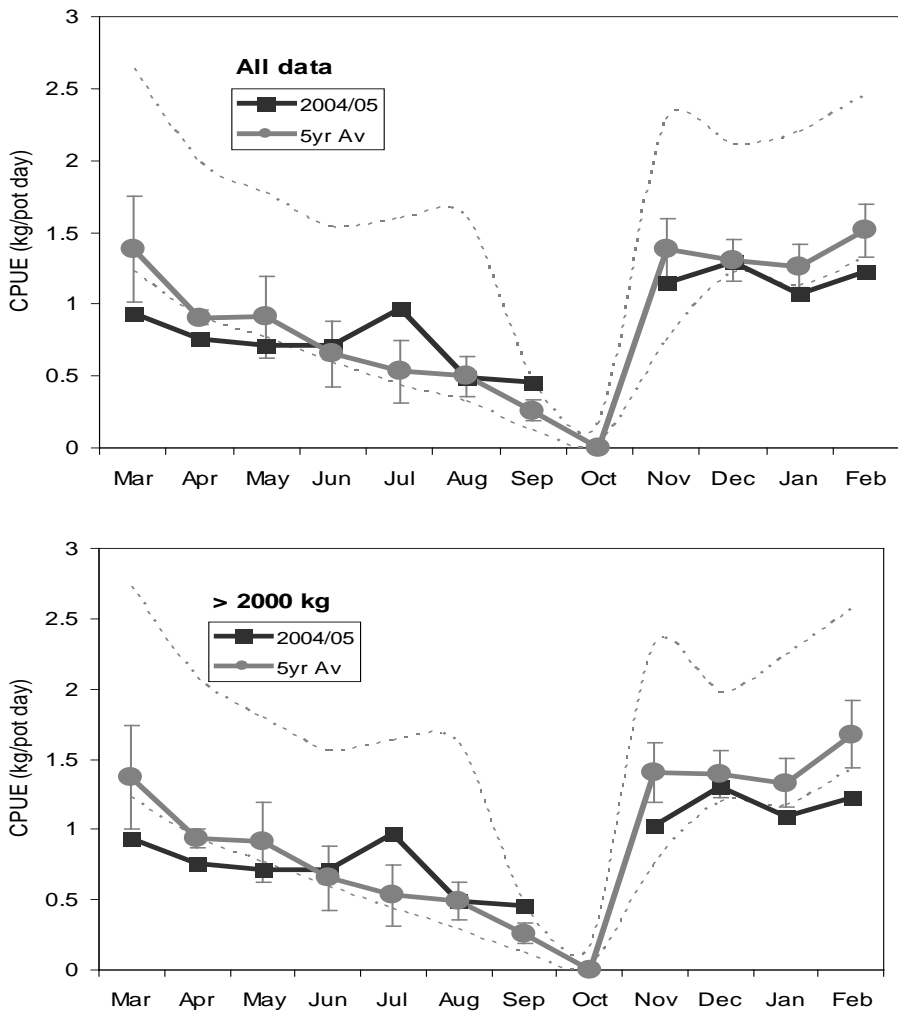 3
2.5
2
1.5
1
0.5
0
CPUE (kg/pot day)
All data
2004/05
5yr Av
Mar Apr May Jun Jul Aug Sep Oct Nov Dec Jan Feb
3
2.5
2
1.5
1
0.5
0
CPUE (kg/pot day)
> 2000 kg
2004/05
5yr Av
Mar Apr May Jun Jul Aug Sep Oct Nov Dec Jan Feb